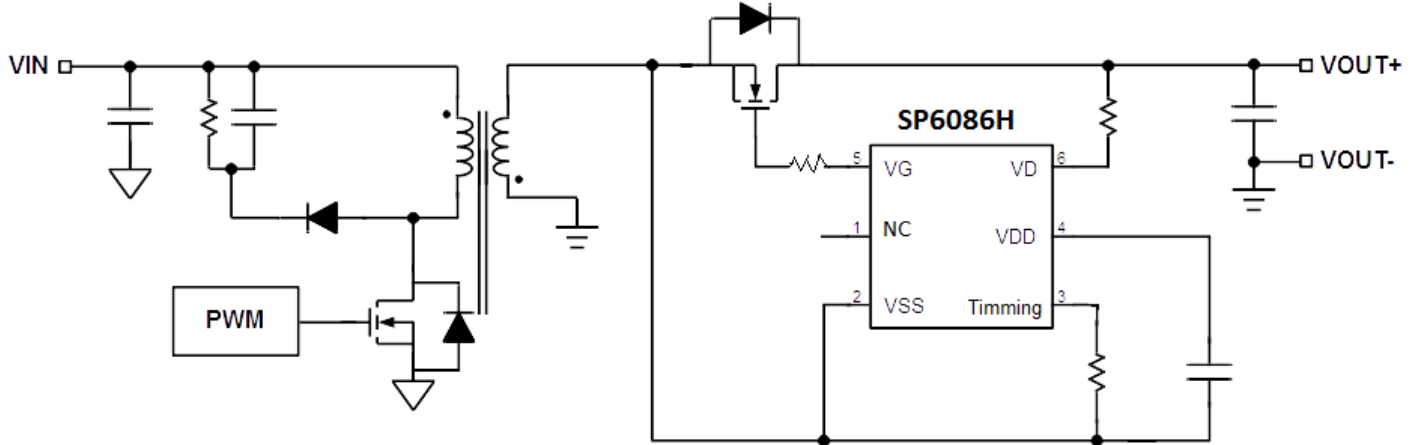 VIN
VOUT+
SP6086H
VOUT-
5
VG
VD
6
1
NC
VDD
4
2
VSS
Timming
3
PWM